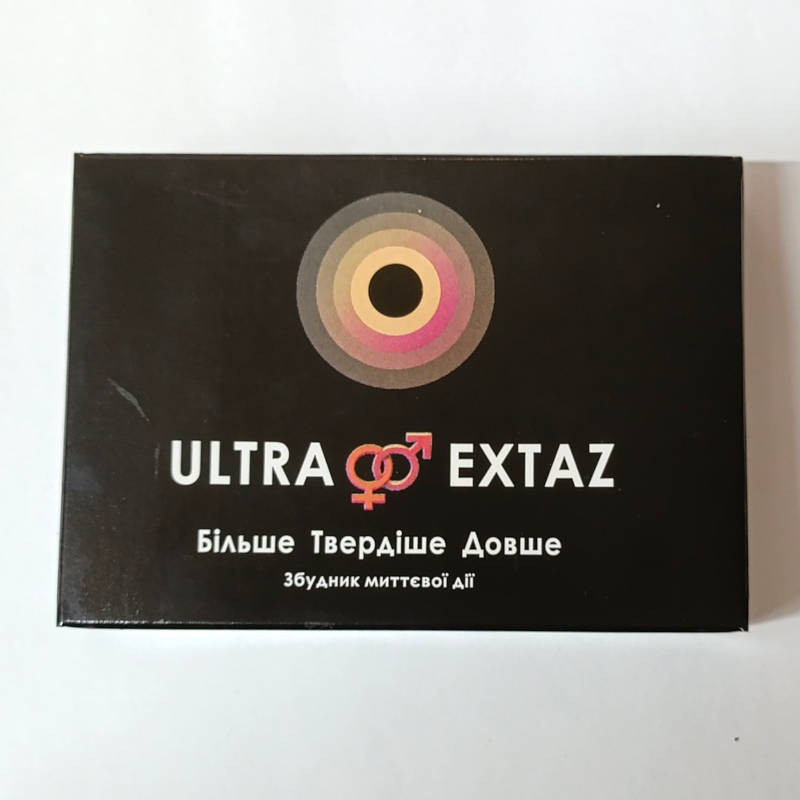 ULTRA EXTAZ
Більше Твердіше Довше
Збудник миттєвої дії